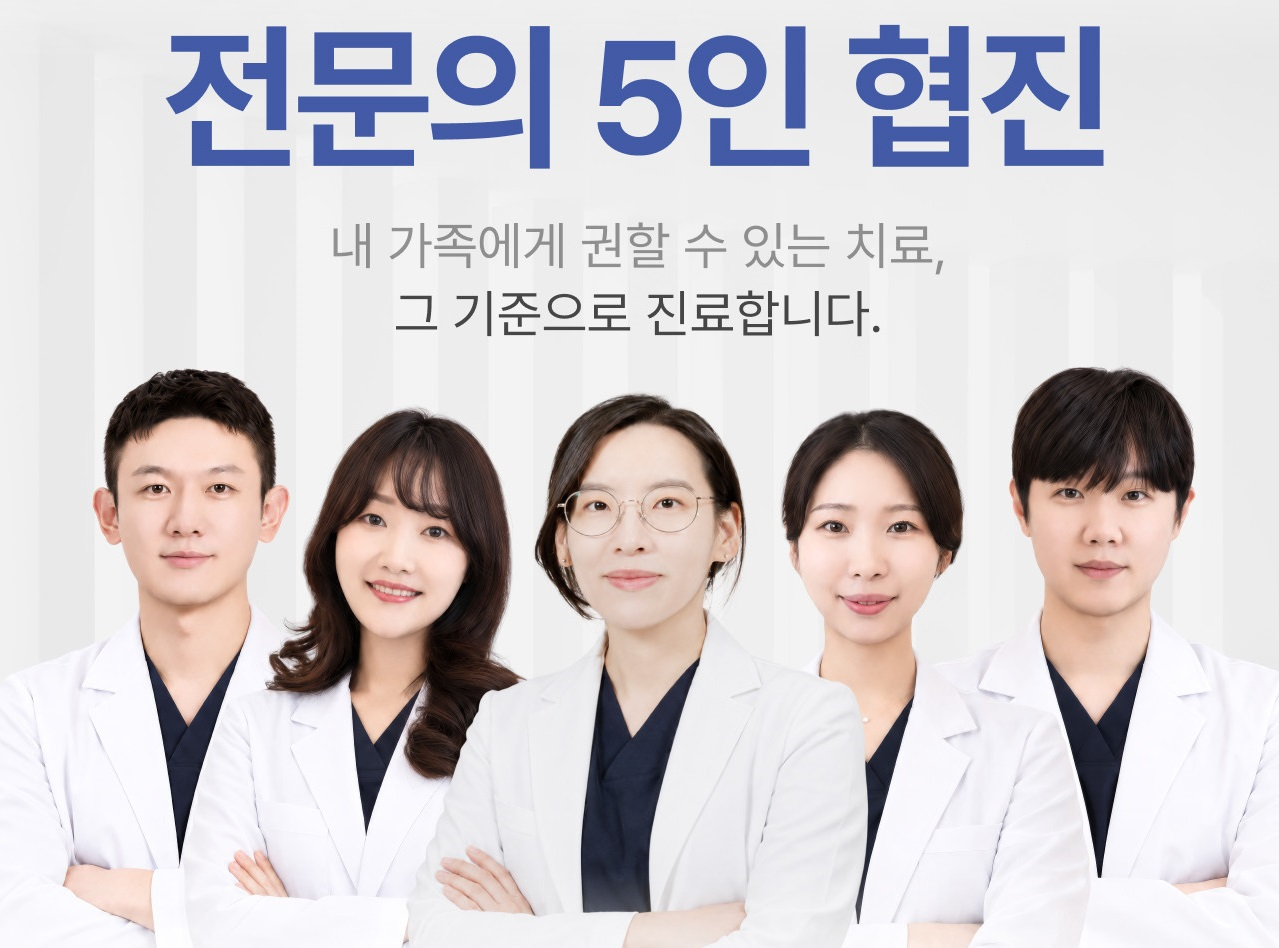 전문의 5인 협진
내 가족에게 권할 수 있는 치료,
그 기준으로 진료합니다.